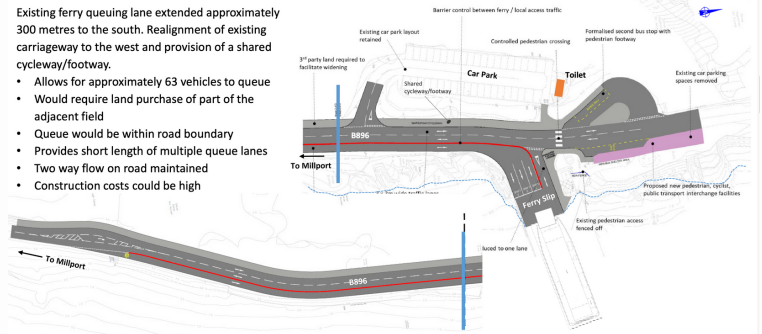 Existing ferry queuing lane extended approximately
300 metres to the south. Realignment of existing
carriageway to the west and provision of a shared
cycleway/footway.
• Allows for approximately 63 vehicles to queue
• Would require land purchase of part of the
adjacent field
• Queue would be within road boundary
• Provides short length of multiple queue lanes
• Two way flow on road maintained
• Construction costs could be high
Barrier control between ferry / local access traffic
Existing car park layout
retained
Controlled pedestrian crossing
Formalised second bus stop with
pedestrian footway
3rd party land required to
facilitate widening
Car Park
Toilet
Shared
cycleway/footway
Existing car parking
spaces removed
B896
To Millport
Ferry Slip
Proposed new pedestrian, cyclist,
public transport interchange facilities
Existing pedestrian access
fenced off
duced to one lane
To Millport
B896